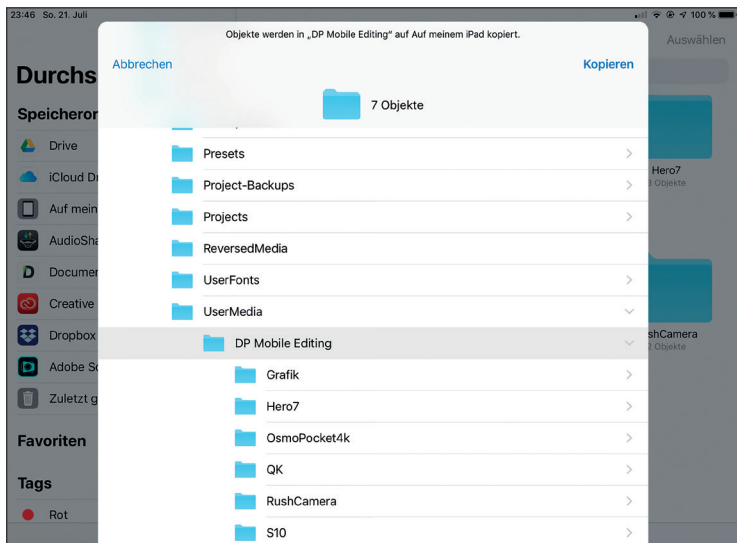 23:46 So. 21. Juli
100 %
Objekte werden in „DP Mobile Editing" auf Auf meinem iPad kopiert.
Abbrechen
Kopieren
Auswählen
7 Objekte
Durchs
Speicheror
Drive
iCloud Dr
Auf mein
AudioSha
Documen
Creative
Dropbox
Adobe Sc
Zuletzt g
Favoriten
Tags
Rot
Presets
Project-Backups
Projects
ReversedMedia
UserFonts
UserMedia
DP Mobile Editing
Grafik
Hero7
OsmoPocket4k
QK
RushCamera
S10
Hero7
Objekte
shCamera
Objekte